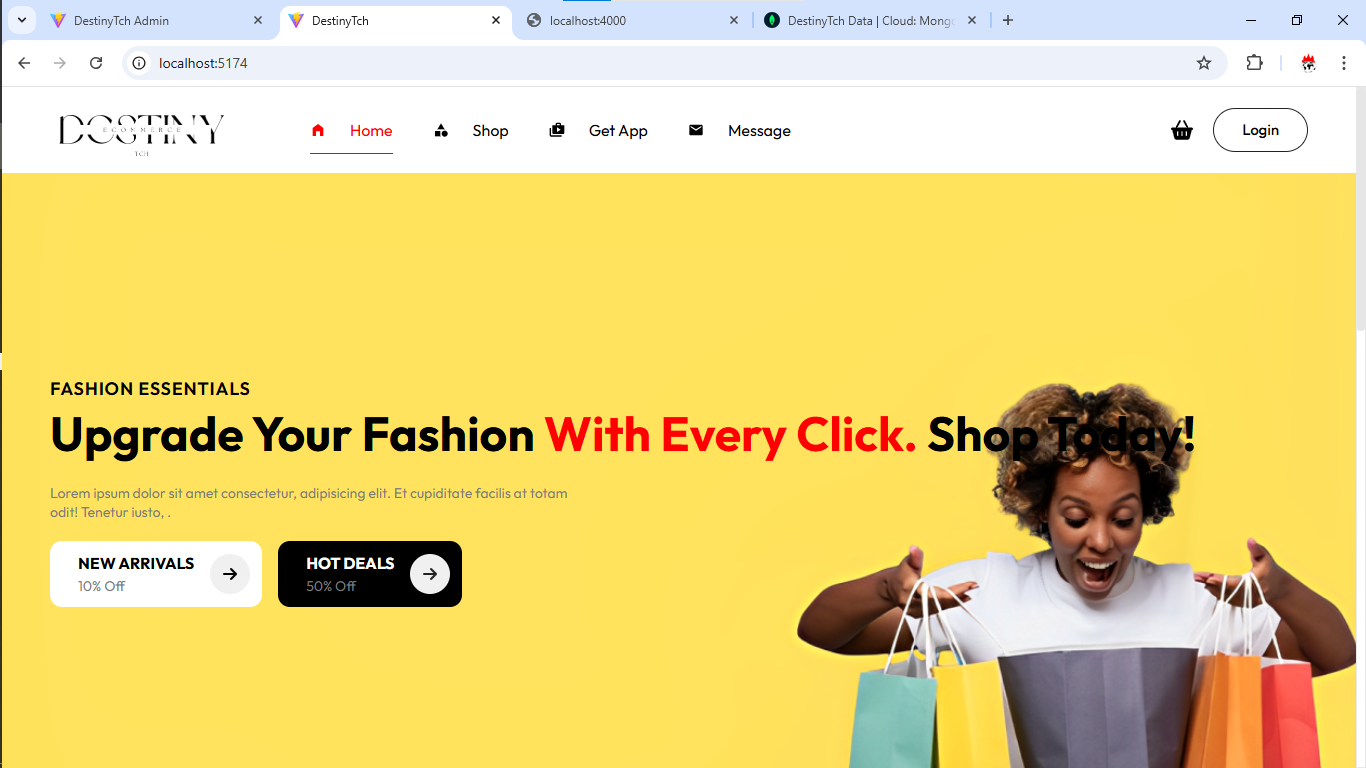 DestinyTch Admin
DestinyTch
localhost:4000
DestinyTch Data | Cloud: Mong
localhost:5174
DESTINY
ECOMMERCE
TCH
Home
Shop
Get App
Message
Login
FASHION ESSENTIALS
Upgrade Your Fashion With Every Click. Shop Today!
Lorem ipsum dolor sit amet consectetur, adipisicing elit. Et cupiditate facilis at totam
odit! Tenetur iusto, .
NEW ARRIVALS
10% Off
HOT DEALS
50% Off